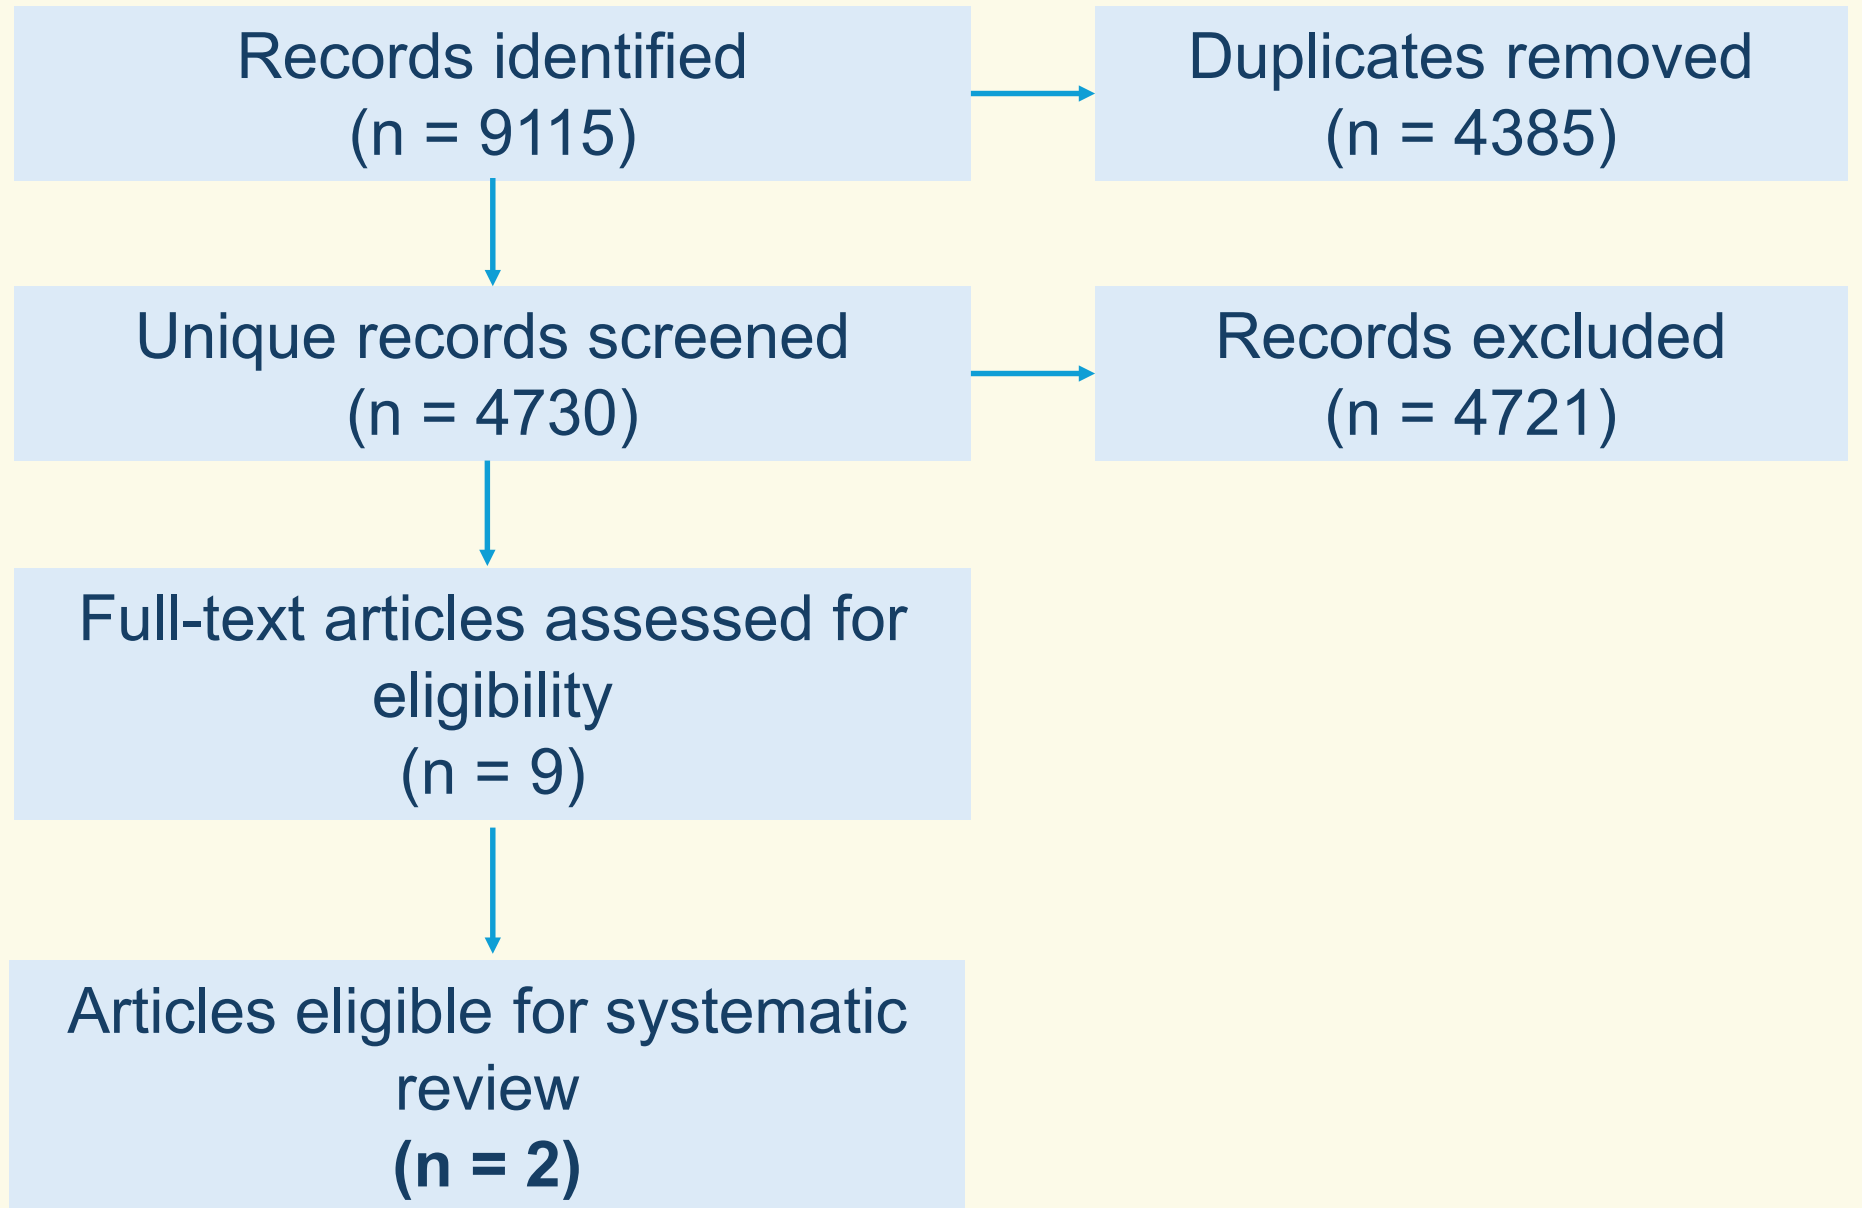 Records identified
(n = 9115)
Duplicates removed
(n = 4385)
Unique records screened
(n = 4730)
Records excluded
(n = 4721)
Full-text articles assessed for
eligibility
(n = 9)
Articles eligible for systematic
review
(n = 2)